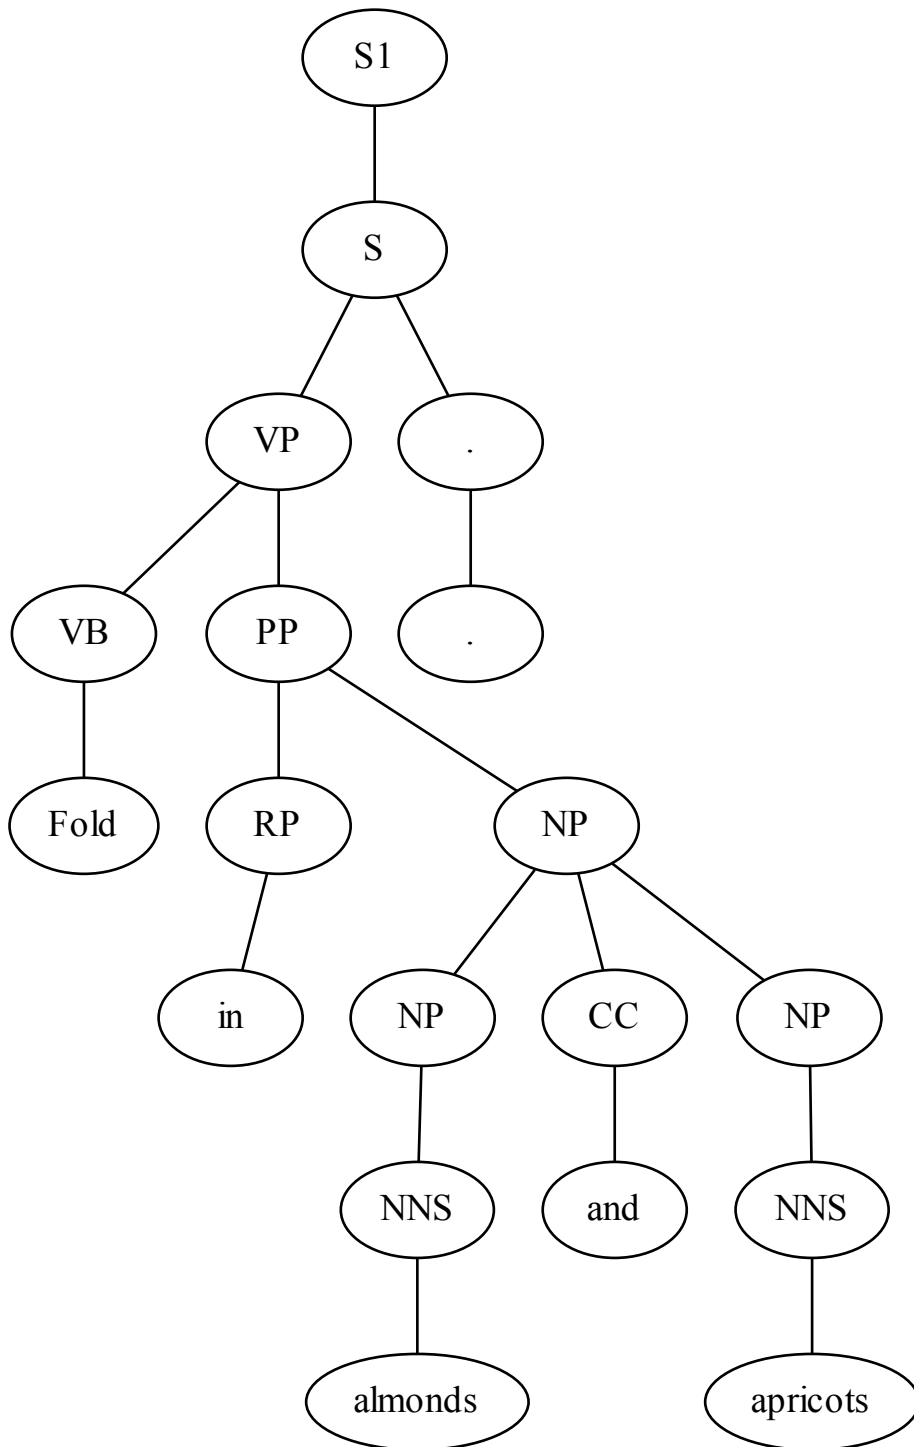 S1
S
VP .
VB PP .
Fold RP NP
in NP CC NP
NNS and NNS
almonds apricots